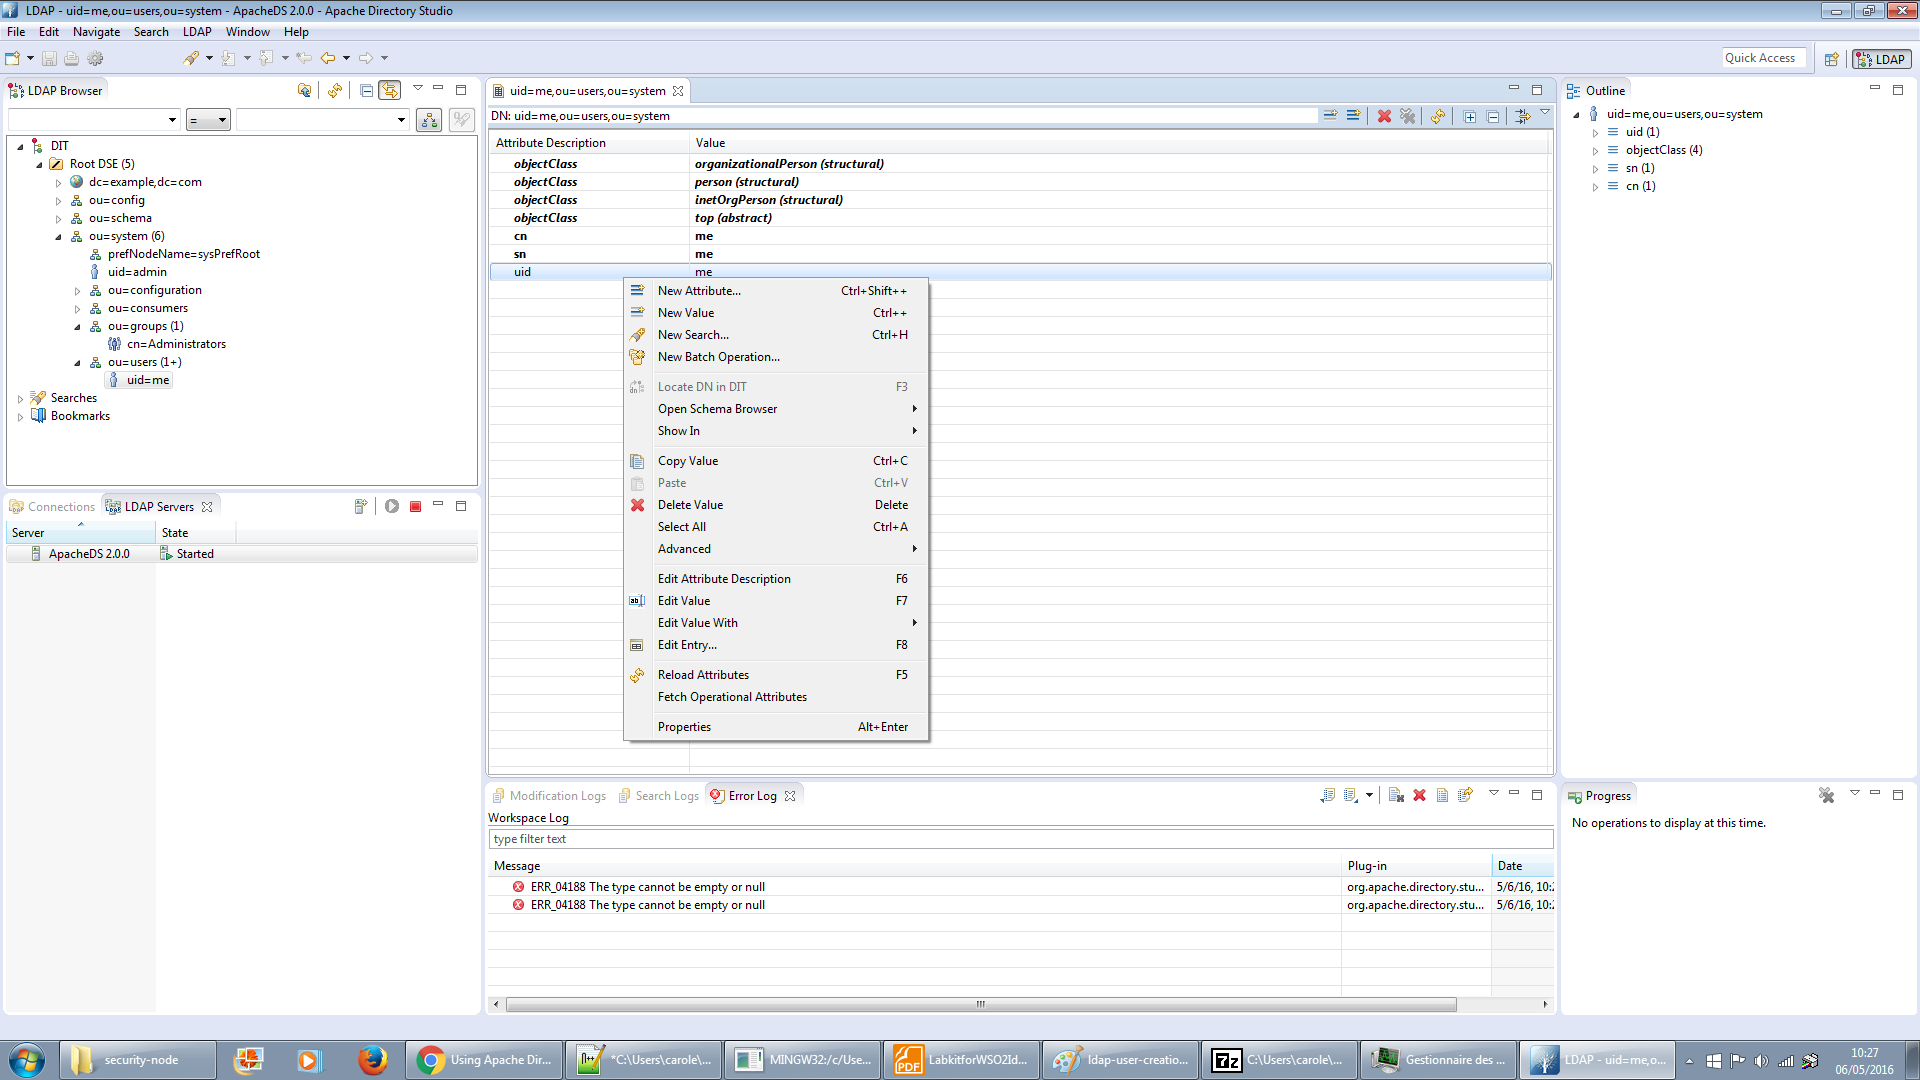 LDAP - uid=me,ou=users,ou=system - ApacheDS 2.0.0 - Apache Directory Studio
File Edit Navigate Search LDAP Window Help
Quick Access
LDAP
LDAP Browser
=
DIT
Root DSE (5)
dc=example,dc=com
ou=config
ou=schema
ou=system (6)
prefNodeName=sysPrefRoot
uid=admin
ou=configuration
ou=consumers
ou=groups (1)
cn=Administrators
ou=users (1+)
uid=me
Searches
Bookmarks
Connections
LDAP Servers
Server State
ApacheDS 2.0.0 Started
uid=me,ou=users,ou=system
DN: uid=me,ou=users,ou=system
Attribute Description Value
objectClass organizationalPerson (structural)
objectClass person (structural)
objectClass inetOrgPerson (structural)
objectClass top (abstract)
cn me
sn me
uid me
New Attribute... Ctrl+Shift++
New Value Ctrl++
New Search... Ctrl+H
New Batch Operation...
Locate DN in DIT F3
Open Schema Browser
Show In
Copy Value Ctrl+C
Paste Ctrl+V
Delete Value Delete
Select All Ctrl+A
Advanced
Edit Attribute Description F6
Edit Value F7
Edit Value With
Edit Entry... F8
Reload Attributes F5
Fetch Operational Attributes
Properties Alt+Enter
Modification Logs Search Logs Error Log
Workspace Log
type filter text
Message Plug-in Date
ERR_04188 The type cannot be empty or null org.apache.directory.stu... 5/6/16, 10:2
ERR_04188 The type cannot be empty or null org.apache.directory.stu... 5/6/16, 10:2
Outline
uid=me,ou=users,ou=system
uid (1)
objectClass (4)
sn (1)
cn (1)
Progress
No operations to display at this time.
security-node
Using Apache Dir...
*C:\Users\carole\...
MINGW32:/c/Use...
LabkitforWSO2Id...
ldap-user-creatio...
C:\Users\carole\...
Gestionnaire des ...
LDAP - uid=me,o...
10:27
06/05/2016